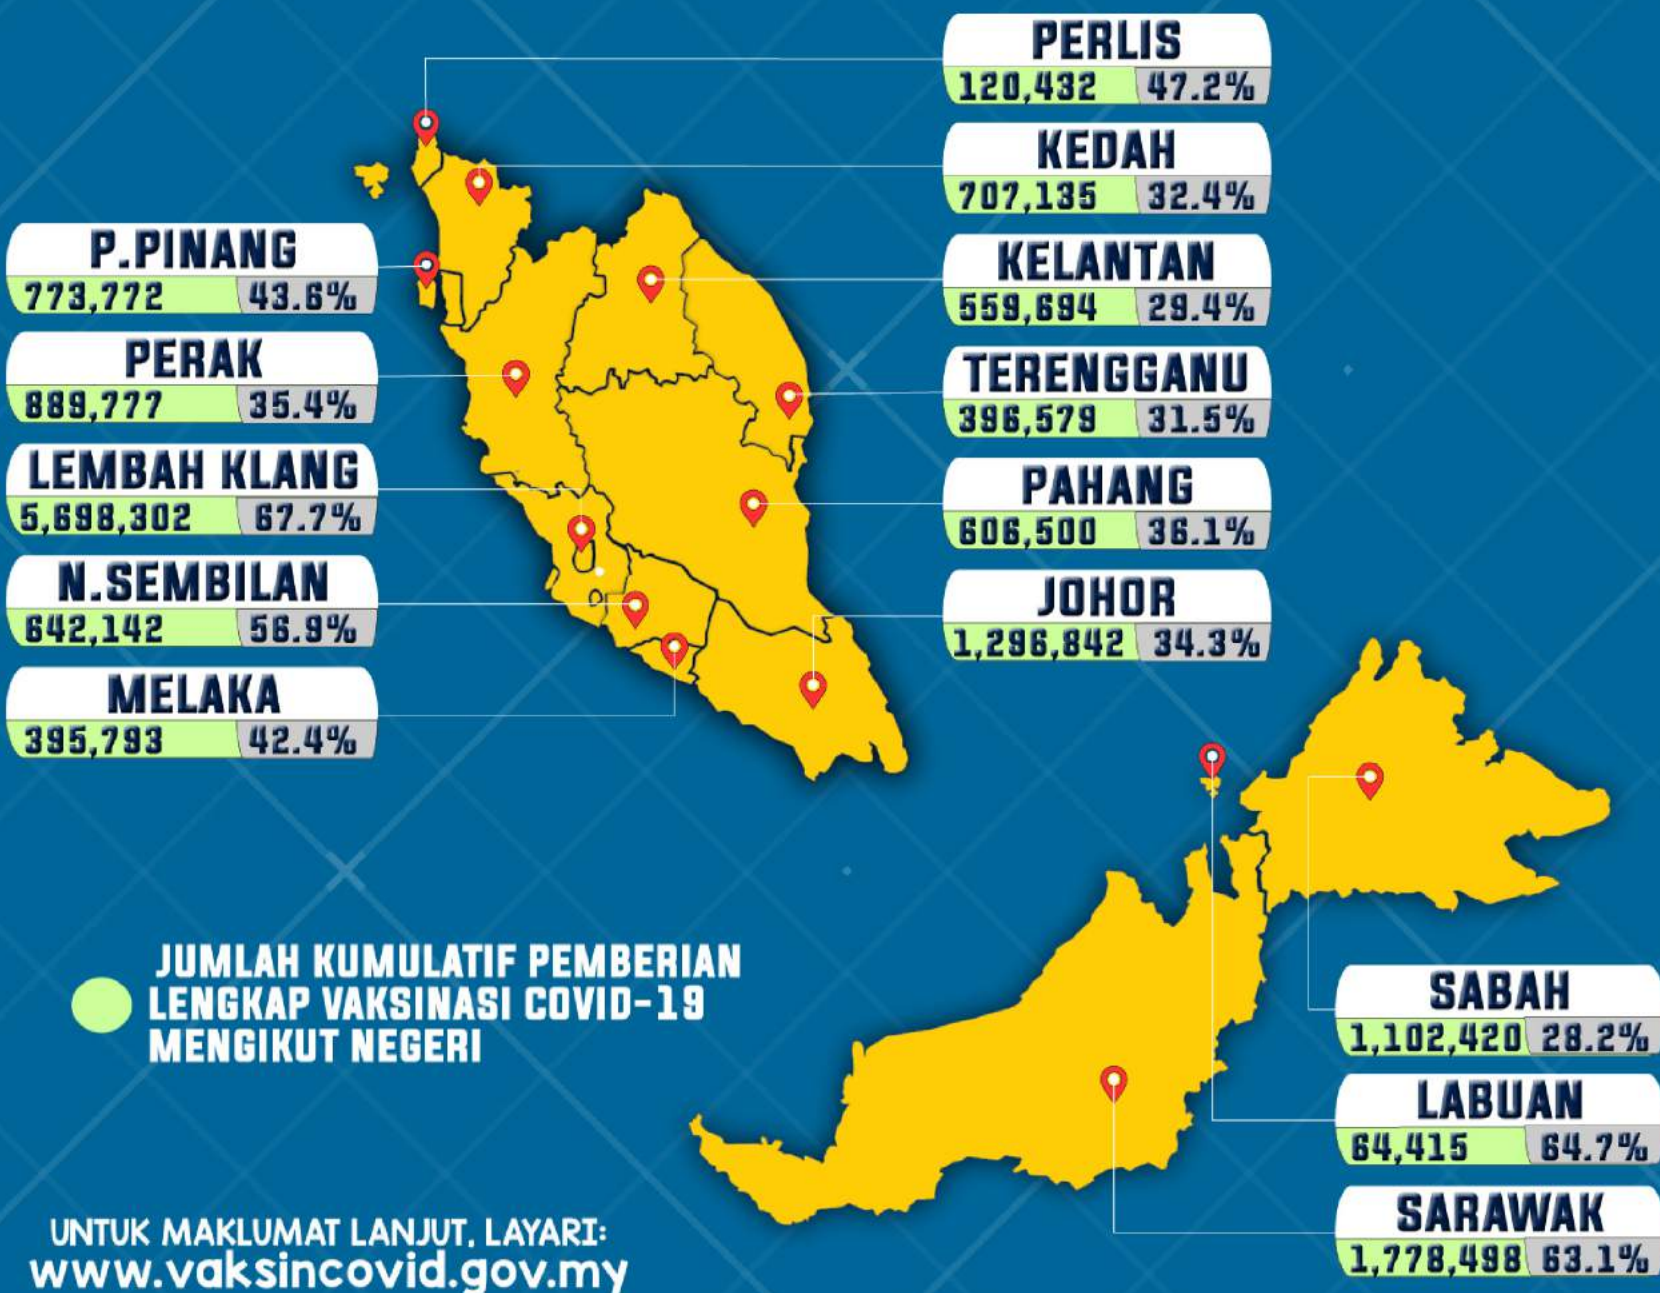 PERLIS
120,432 47.2%
KEDAH
707,135 32.4%
KELANTAN
559,694 29.4%
TERENGGANU
396,579 31.5%
PAHANG
606,500 36.1%
JOHOR
1,296,842 34.3%
P.PINANG
773,772 43.6%
PERAK
889,777 35.4%
LEMBAH KLANG
5,698,302 67.7%
N.SEMBILAN
642,142 56.9%
MELAKA
395,793 42.4%
JUMLAH KUMULATIF PEMBERIAN
LENGKAP VAKSINASI COVID-19
MENGIKUT NEGERI
SABAH
1,102,420 28.2%
LABUAN
64,415 64.7%
SARAWAK
1,778,498 63.1%
UNTUK MAKLUMAT LANJUT, LAYARI:
www.vaksincovid.gov.my